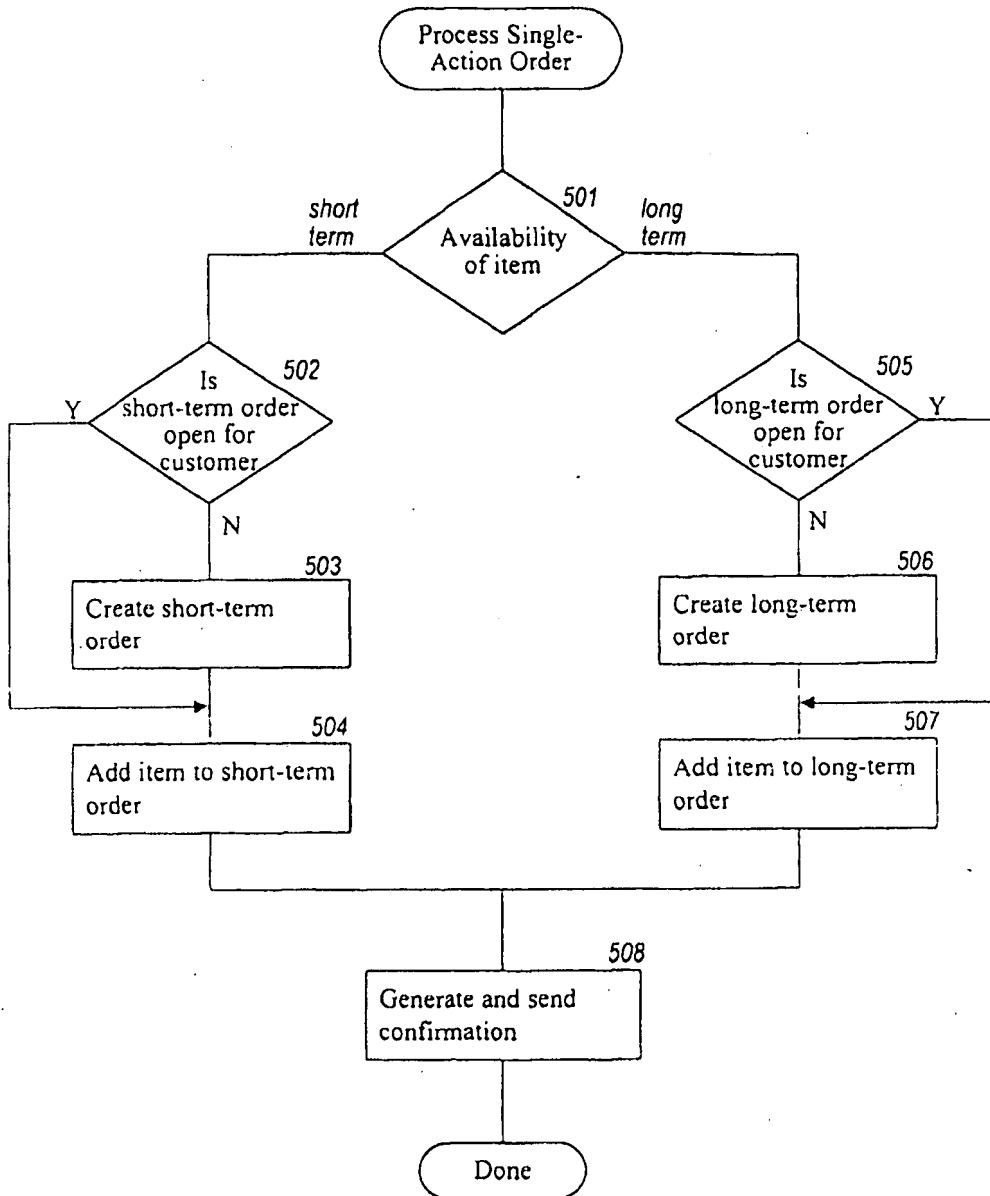 Process Single-
Action Order
501
short
term
long
term
Availability
of item
502
Is
short-term order
open for
customer
Y
N
505
Is
long-term order
open for
customer
Y
N
503
Create short-term
order
506
Create long-term
order
504
Add item to short-term
order
507
Add item to long-term
order
508
Generate and send
confirmation
Done